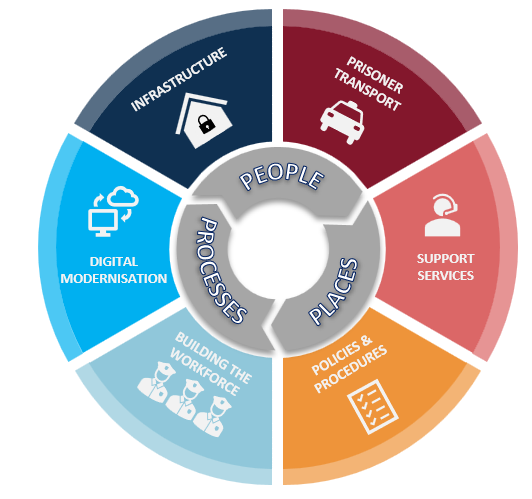 INFRASTRUCTURE
PRISONER
TRANSPORT
SUPPORT
SERVICES
POLICIES &
PROCEDURES
BUILDING THE
WORKFORCE
DIGITAL
MODERNISATION
PEOPLE
PLACES
PROCESSES